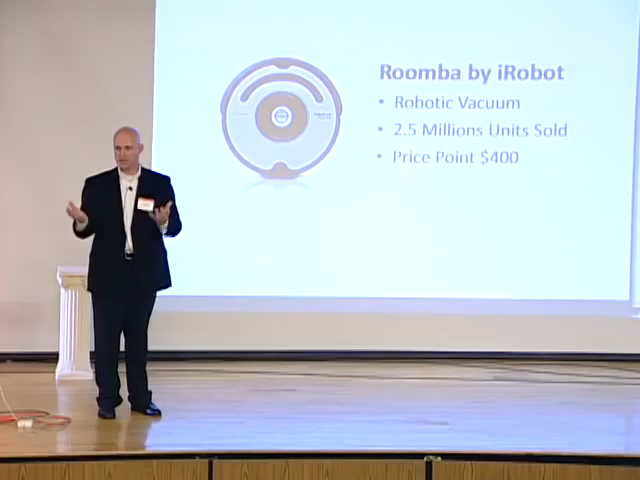 Roomba by iRobot
• Robotic Vacuum
• 2.5 Millions Units Sold
• Price Point $400